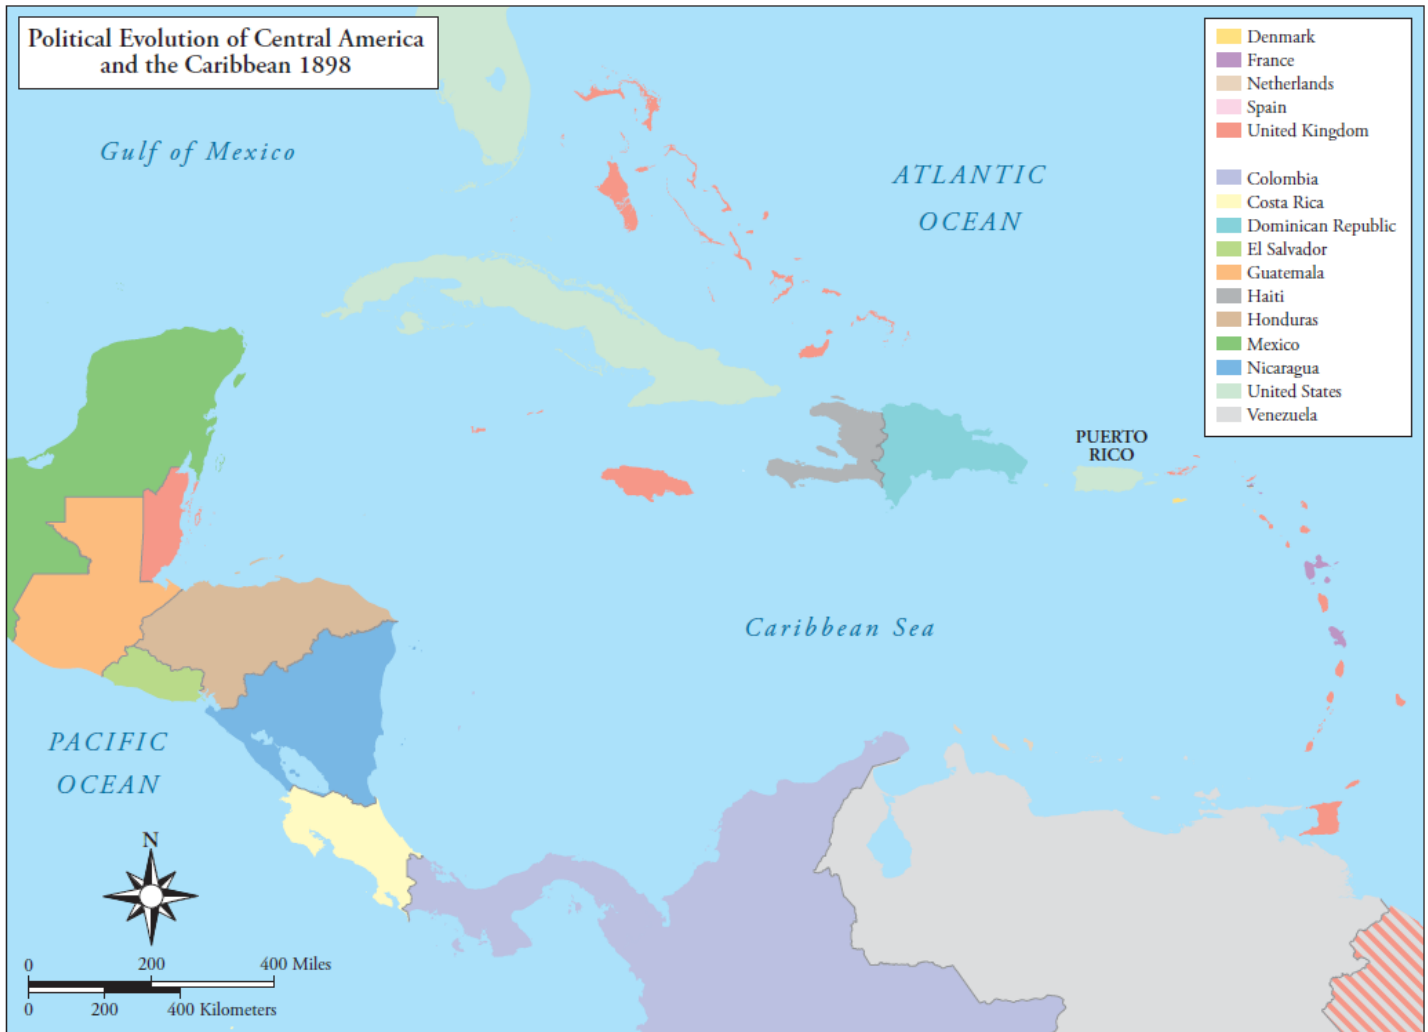 Political Evolution of Central America
and the Caribbean 1898
Denmark
France
Netherlands
Spain
United Kingdom
Colombia
Costa Rica
Dominican Republic
El Salvador
Guatemala
Haiti
Honduras
Mexico
Nicaragua
United States
Venezuela
Gulf of Mexico
ATLANTIC
OCEAN
PUERTO
RICO
Caribbean Sea
PACIFIC
OCEAN
N
0 200 400 Miles
0 200 400 Kilometers